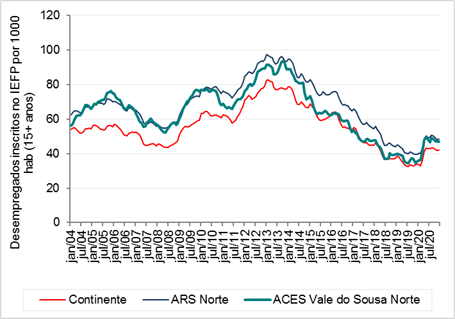 Desempregados inscritos no IEFP por 1000
hab (15+ anos)
120
100
80
60
40
20
0
jan/04
jul/04
jan/05
jul/05
jan/06
jul/06
jan/07
jul/07
jan/08
jul/08
jan/09
jul/09
jan/10
jul/10
jan/11
jul/11
jan/12
jul/12
jan/13
jul/13
jan/14
jul/14
jan/15
jul/15
jan/16
jul/16
jan/17
jul/17
jan/18
jul/18
jan/19
jul/19
jan/20
jul/20
Continente
ARS Norte
ACES Vale do Sousa Norte